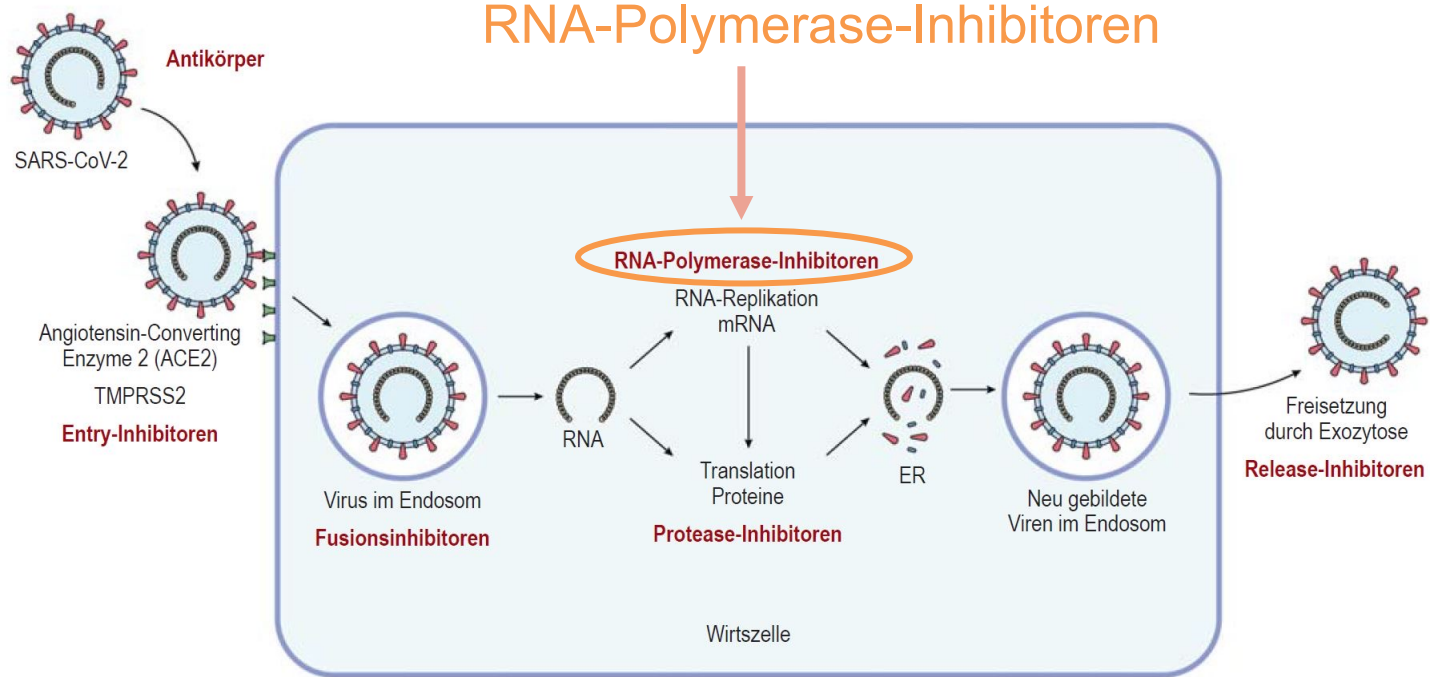 RNA-Polymerase-Inhibitoren
Antikörper
SARS-CoV-2
Angiotensin-Converting
Enzyme 2 (ACE2)
TMPRSS2
Entry-Inhibitoren
Virus im Endosom
Fusionsinhibitoren
RNA
RNA-Polymerase-Inhibitoren
RNA-Replikation
mRNA
Translation
Proteine
Protease-Inhibitoren
ER
Neu gebildete
Viren im Endosom
Freisetzung
durch Exozytose
Release-Inhibitoren
Wirtszelle